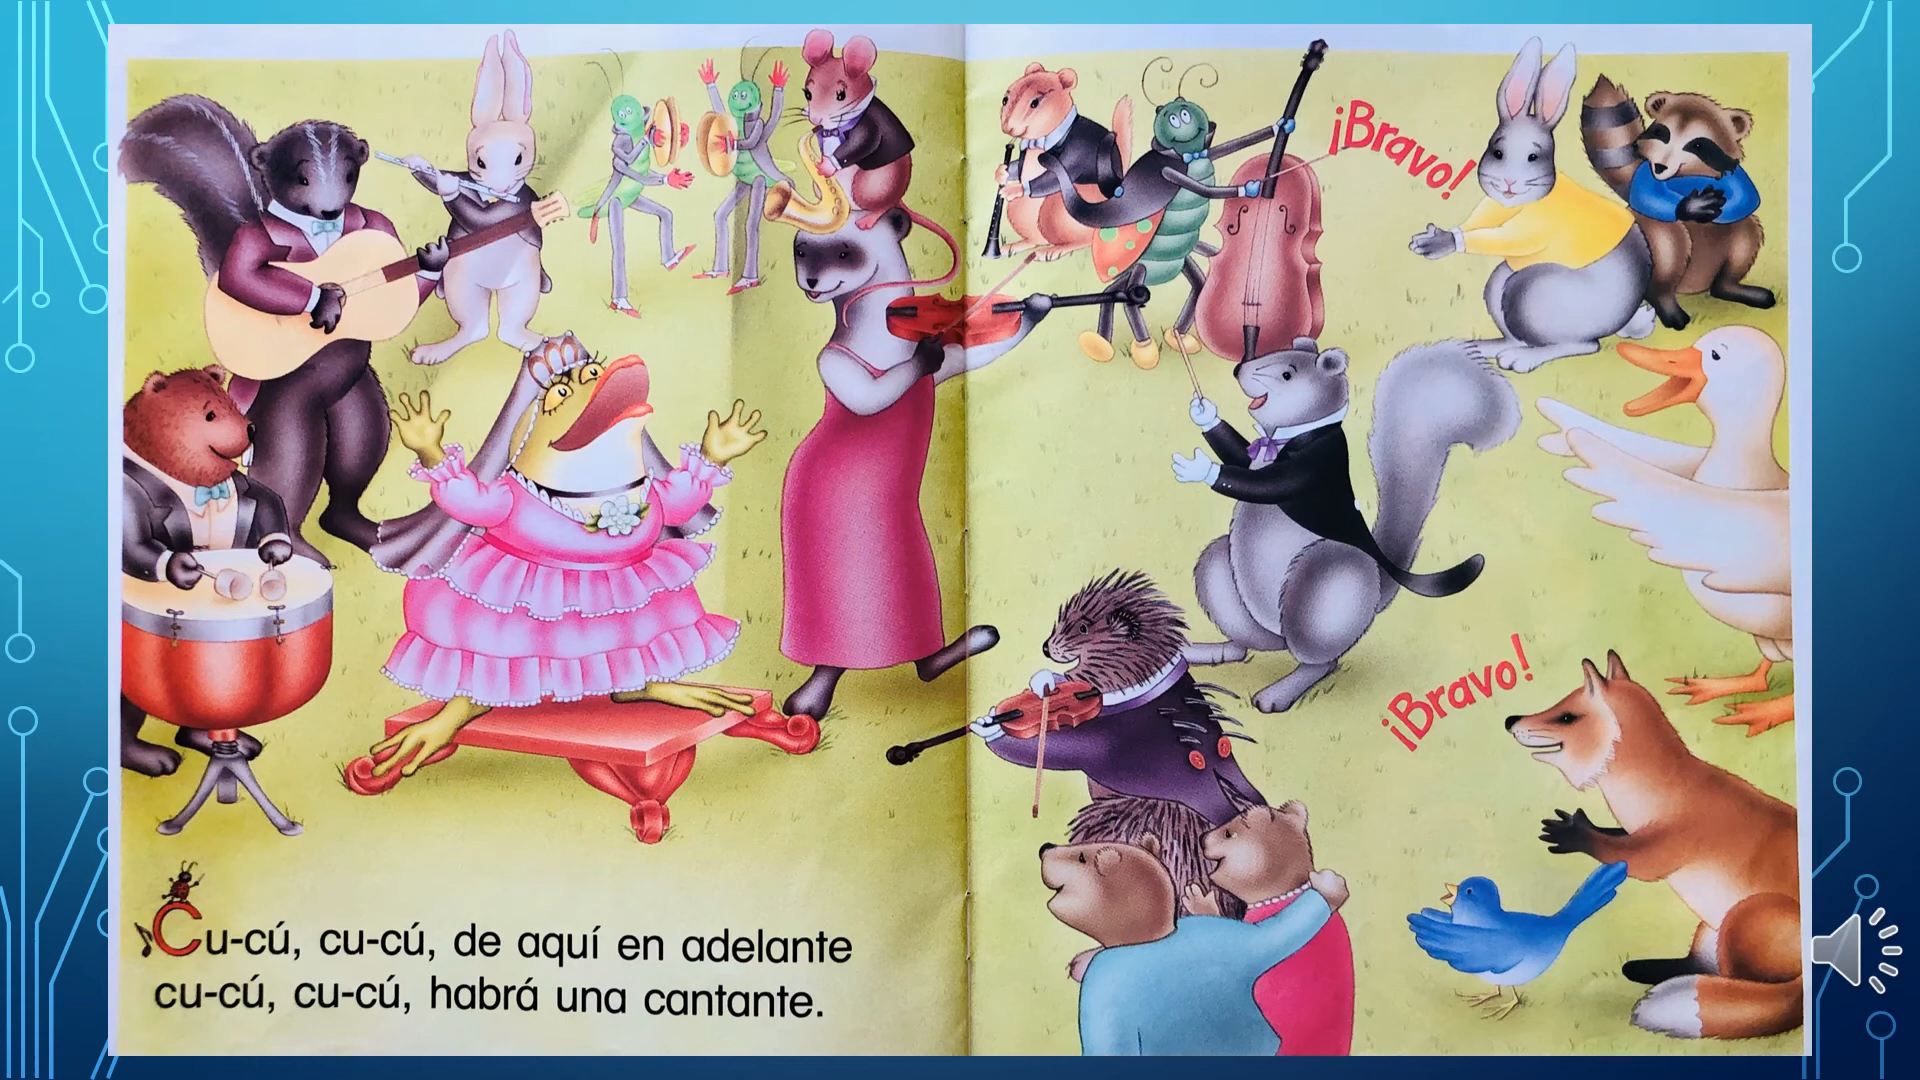 Cu-cú, cu-cú, de aquí en adelante
cu-cú, cu-cú, habrá una cantante.
¡Bravo!
¡Bravo!